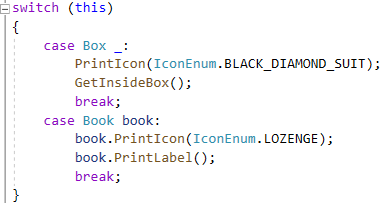 switch (this)
{
case Box _:
PrintIcon(IconEnum.BLACK_DIAMOND_SUIT);
GetInsideBox();
break;
case Book book:
book.PrintIcon(IconEnum.LOZENGE);
book.PrintLabel();
break;
}